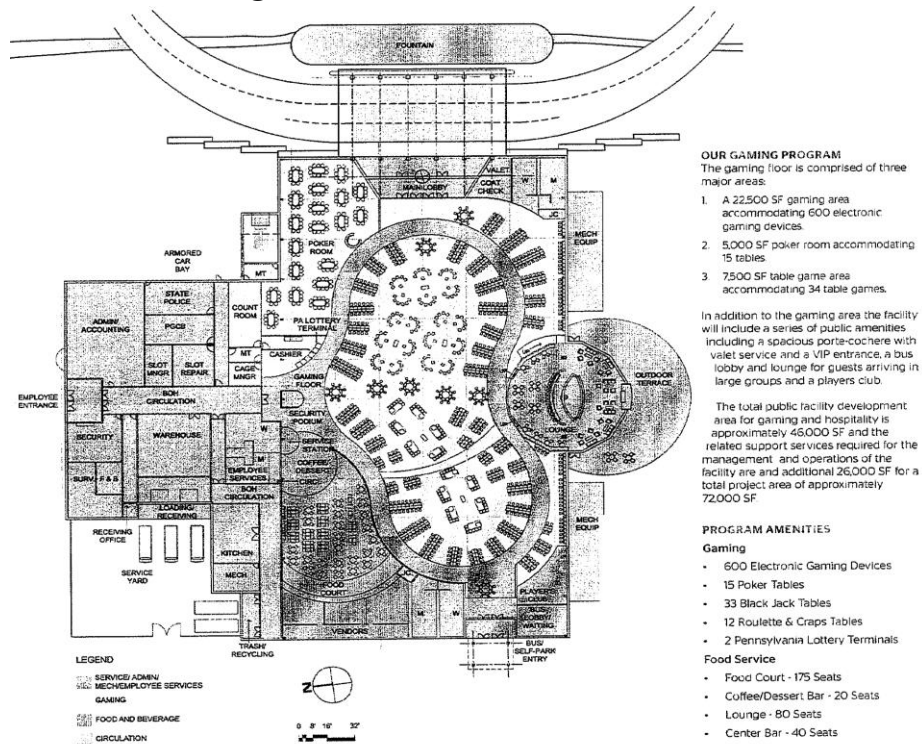 FOUNTAIN
VALET
COAT
CHECK
MAIN LOBBY
W
M
JC
MECH
EQUIP
POKER
ROOM
ARMORED
CAR
BAY
MT
STATE
POLICE
ADMIN/
ACCOUNTING
PGCB
COUNT
ROOM
PA LOTTERY
TERMINAL
CASHIER
MT
CAGE
MNGR
SLOT
MNGR
SLOT
REPAIR
GAMING
FLOOR
EMPLOYEE
ENTRANCE
BOH
CIRCULATION
SECURITY
PODIUM
SECURITY
WAREHOUSE
W
M
SERVICE
STATION
EMPLOYEE
SERVICES
COFFEE/
DESSERT
CIRC
SURV.
F & B
BOH
CIRCULATION
LOADING/
RECEIVING
RECEIVING
OFFICE
SERVICE
YARD
KITCHEN
MECH
FOOD
COURT
VENDORS
TRASH/
RECYCLING
M
W
LOUNGE
OUTDOOR
TERRACE
MECH
EQUIP
PLAYER'S
CLUB
BUS
LOBBY/
WAITING
BUS/
SELF-PARK
ENTRY
LEGEND
SERVICE/ ADMIN/
MECH/EMPLOYEE SERVICES
GAMING
FOOD AND BEVERAGE
CIRCULATION
N
0 8' 16' 32'
OUR GAMING PROGRAM
The gaming floor is comprised of three
major areas:
1. A 22,500 SF gaming area
accommodating 600 electronic
gaming devices.
2. 5,000 SF poker room accommodating
15 tables
3 7,500 SF table game area
accommodating 34 table games.
In addition to the gaming area the facility
will include a series of public amenities
including a spacious porte-cochere with
valet service and a VIP entrance, a bus
lobby and lounge for guests arriving in
large groups and a players club.
The total public facility development
area for gaming and hospitality is
approximately 46,000 SF and the
related support services required for the
management and operations of the
facility are and additional 26,000 SF for a
total project area of approximately
72,000 SF
PROGRAM AMENITIES
Gaming
• 600 Electronic Gaming Devices
• 15 Poker Tables
• 33 Black Jack Tables
• 12 Roulette & Craps Tables
• 2 Pennsylvania Lottery Terminals
Food Service
• Food Court - 175 Seats
• Coffee/Dessert Bar - 20 Seats
• Lounge - 80 Seats
• Center Bar - 40 Seats